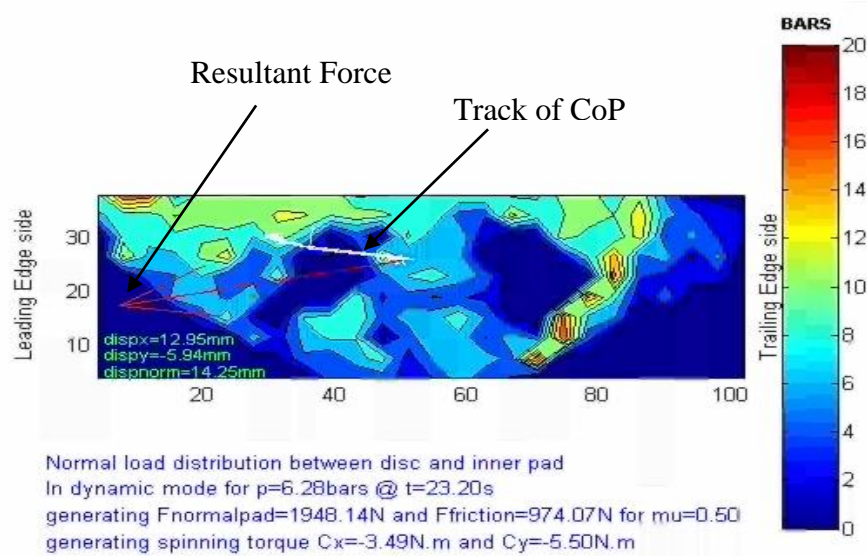 BARS
Resultant Force
Track of CoP
20
18
16
14
12
10
8
6
4
2
0
Leading Edge side
30
20
10
dispx=12.95mm
dispy=-5.94mm
dispnorm=14.25mm
Trailing Edge side
20
40
60
80
100
Normal load distribution between disc and inner pad
In dynamic mode for p=6.28bars @ t=23.20s
generating Fnormalpad=1948.14N and Ffriction=974.07N for mu=0.50
generating spinning torque Cx=-3.49N.m and Cy=-5.50N.m